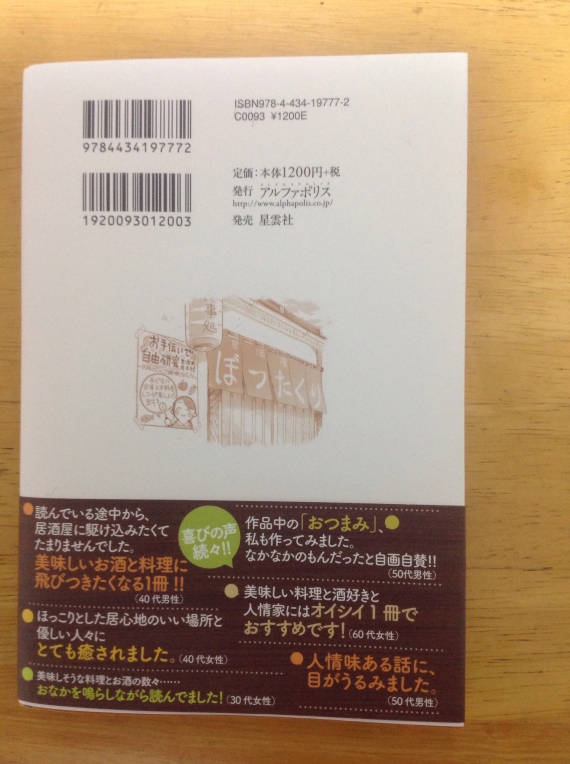 ISBN978-4-434-19777-2
C0093 ¥1200E
9784434197772
定価：本体1200円+税
発行 アルファポリス
http://www.alphapolis.co.jp/
1920093012003
発売 星雲社
事処
お手伝い
自由研究
ぼったくり
読んでいる途中から、
居酒屋に駆け込みたくて
たまりませんでした。
美味しいお酒と料理に
飛びつきたくなる1冊!!
(40代男性)
喜びの声
続々!!
作品中の「おつまみ」、
私も作ってみました。
なかなかのもんだったと自画自賛!!
(50代男性)
美味しい料理と酒好きと
人情家にはオイシイ1冊で
おすすめです!(60代女性)
ほっこりとした居心地のいい場所と
優しい人々に
とても癒されました。(40代女性)
人情味ある話に、
目がうるみました。
(50代男性)
美味しそうな料理とお酒の数々……
おなかを鳴らしながら読んでました!(30代女性)